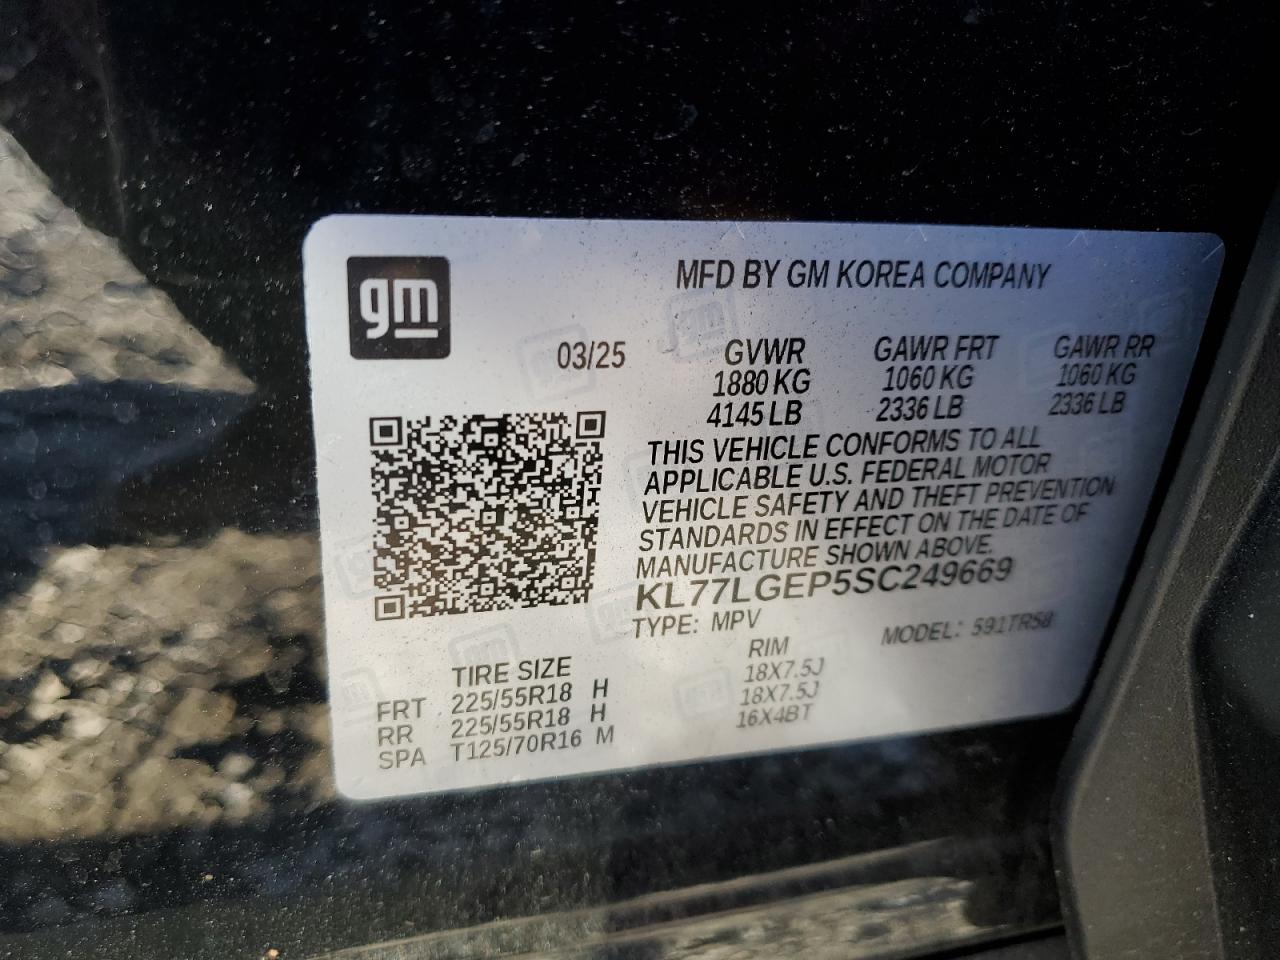 gm
MFD BY GM KOREA COMPANY
03/25 GVWR GAWR FRT GAWR RR
1880 KG 1060 KG 1060 KG
4145 LB 2336 LB 2336 LB
THIS VEHICLE CONFORMS TO ALL
APPLICABLE U.S. FEDERAL MOTOR
VEHICLE SAFETY AND THEFT PREVENTION
STANDARDS IN EFFECT ON THE DATE OF
MANUFACTURE SHOWN ABOVE.
KL77LGEP5SC249669
TYPE: MPV MODEL: 591TR58
TIRE SIZE RIM
FRT 225/55R18 H 18X7.5J
RR 225/55R18 H 18X7.5J
SPA T125/70R16 M 16X4BT